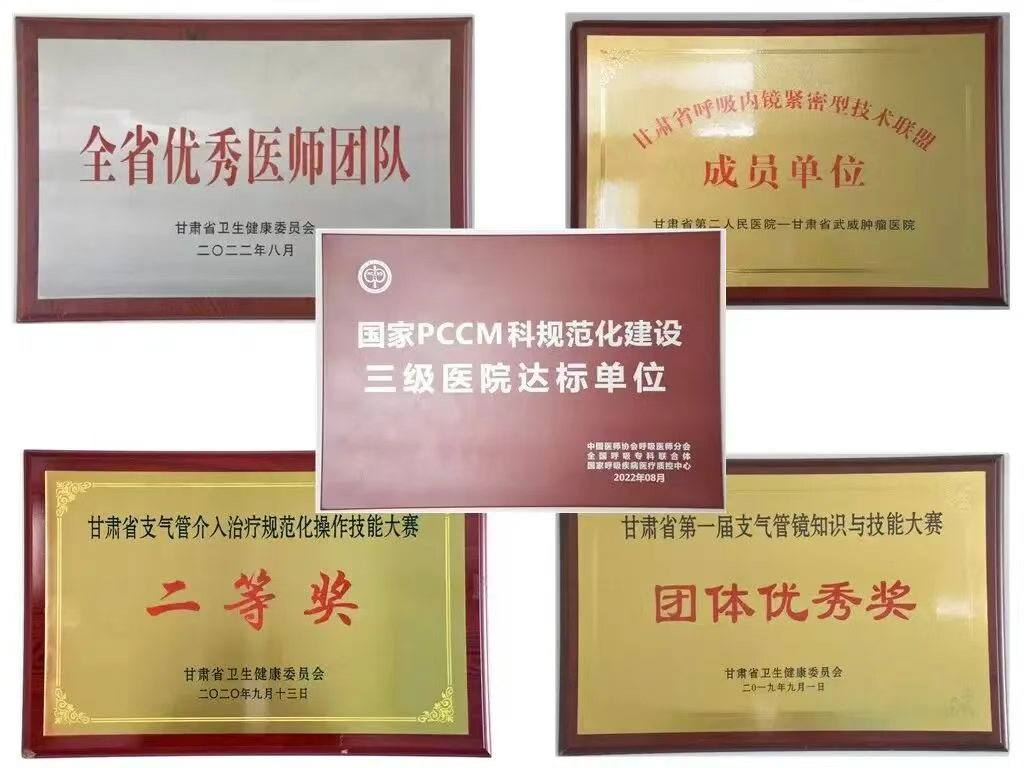 全省优秀医师团队
甘肃省卫生健康委员会
二〇二二年八月
甘肃省呼吸内镜紧密型技术联盟
成员单位
甘肃省第二人民医院—甘肃省武威肿瘤医院
国家PCCM科规范化建设
三级医院达标单位
中国医师协会呼吸医师分会
全国呼吸专科联合体
国家呼吸疾病医疗质控中心
2022年08月
甘肃省支气管介入治疗规范化操作技能大赛
二等奖
甘肃省卫生健康委员会
二〇二〇年九月十三日
甘肃省第一届支气管镜知识与技能大赛
团体优秀奖
甘肃省卫生健康委员会
二0一九年九月一日